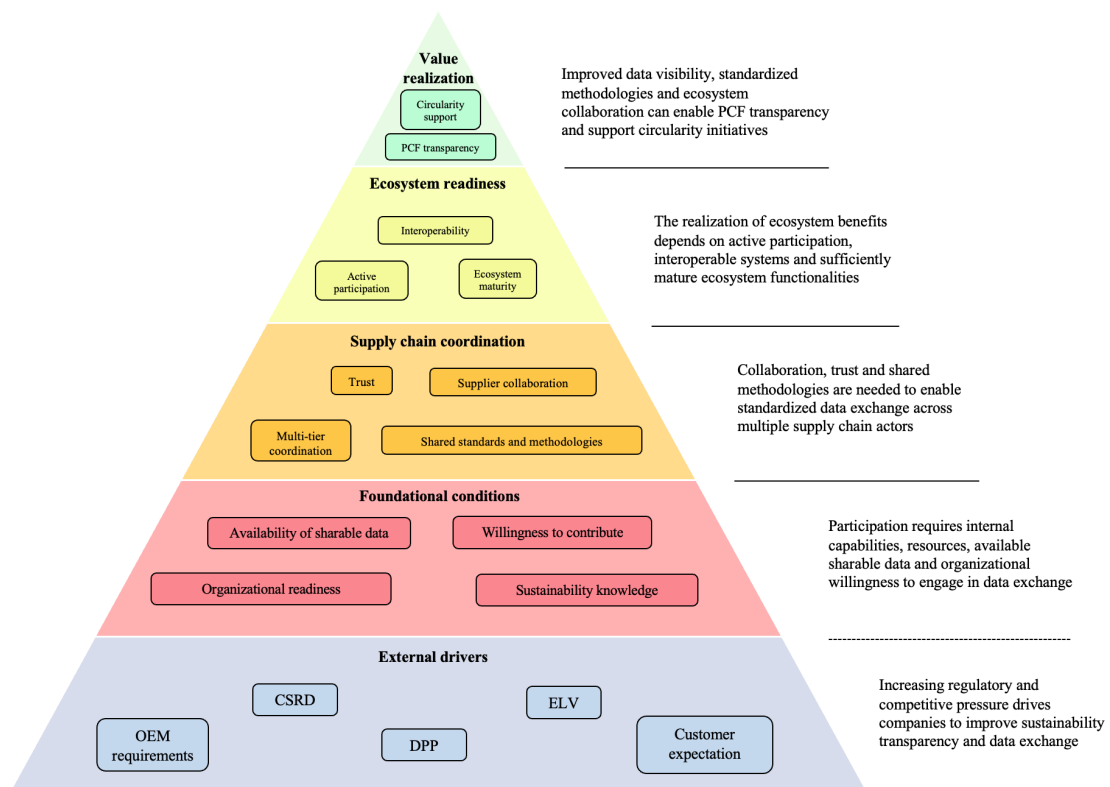 Value
realization
Circularity
support
PCF transparency
Improved data visibility, standardized
methodologies and ecosystem
collaboration can enable PCF transparency
and support circularity initiatives
Ecosystem readiness
Interoperability
Active
participation
Ecosystem
maturity
The realization of ecosystem benefits
depends on active participation,
interoperable systems and sufficiently
mature ecosystem functionalities
Supply chain coordination
Trust
Supplier collaboration
Multi-tier
coordination
Shared standards and methodologies
Collaboration, trust and shared
methodologies are needed to enable
standardized data exchange across
multiple supply chain actors
Foundational conditions
Availability of sharable data
Willingness to contribute
Organizational readiness
Sustainability knowledge
Participation requires internal
capabilities, resources, available
sharable data and organizational
willingness to engage in data exchange
External drivers
CSRD
ELV
OEM
requirements
DPP
Customer
expectation
Increasing regulatory and
competitive pressure drives
companies to improve sustainability
transparency and data exchange